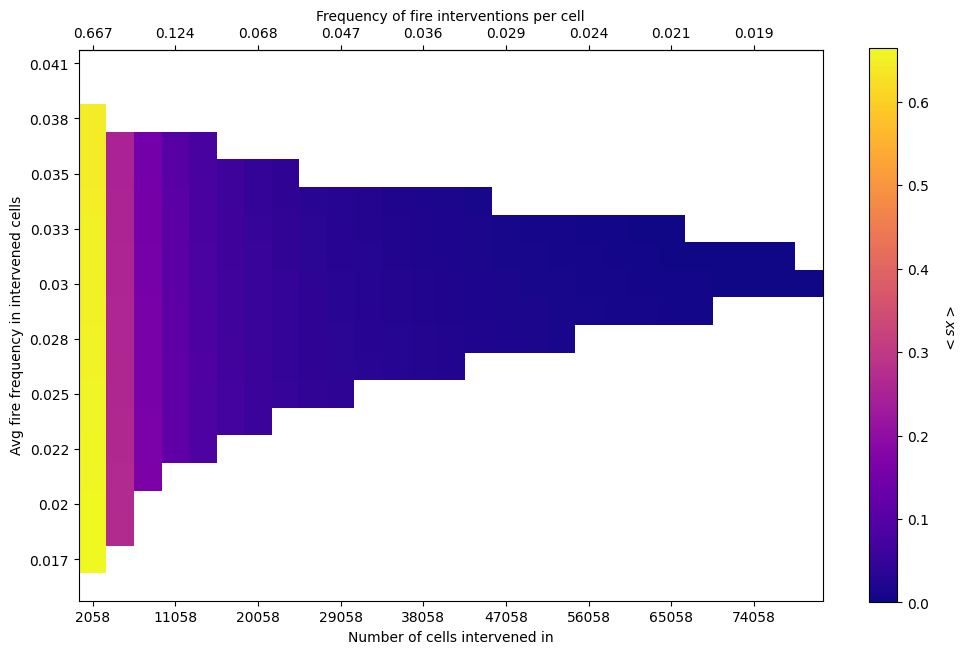 Frequency of fire interventions per cell
0.667 0.124 0.068 0.047 0.036 0.029 0.024 0.021 0.019
0.041
0.038
0.035
0.033
0.03
0.028
0.025
0.022
0.02
0.017
Avg fire frequency in intervened cells
2058 11058 20058 29058 38058 47058 56058 65058 74058
Number of cells intervened in
0.6
0.5
0.4
0.3
0.2
0.1
0.0
< sx >